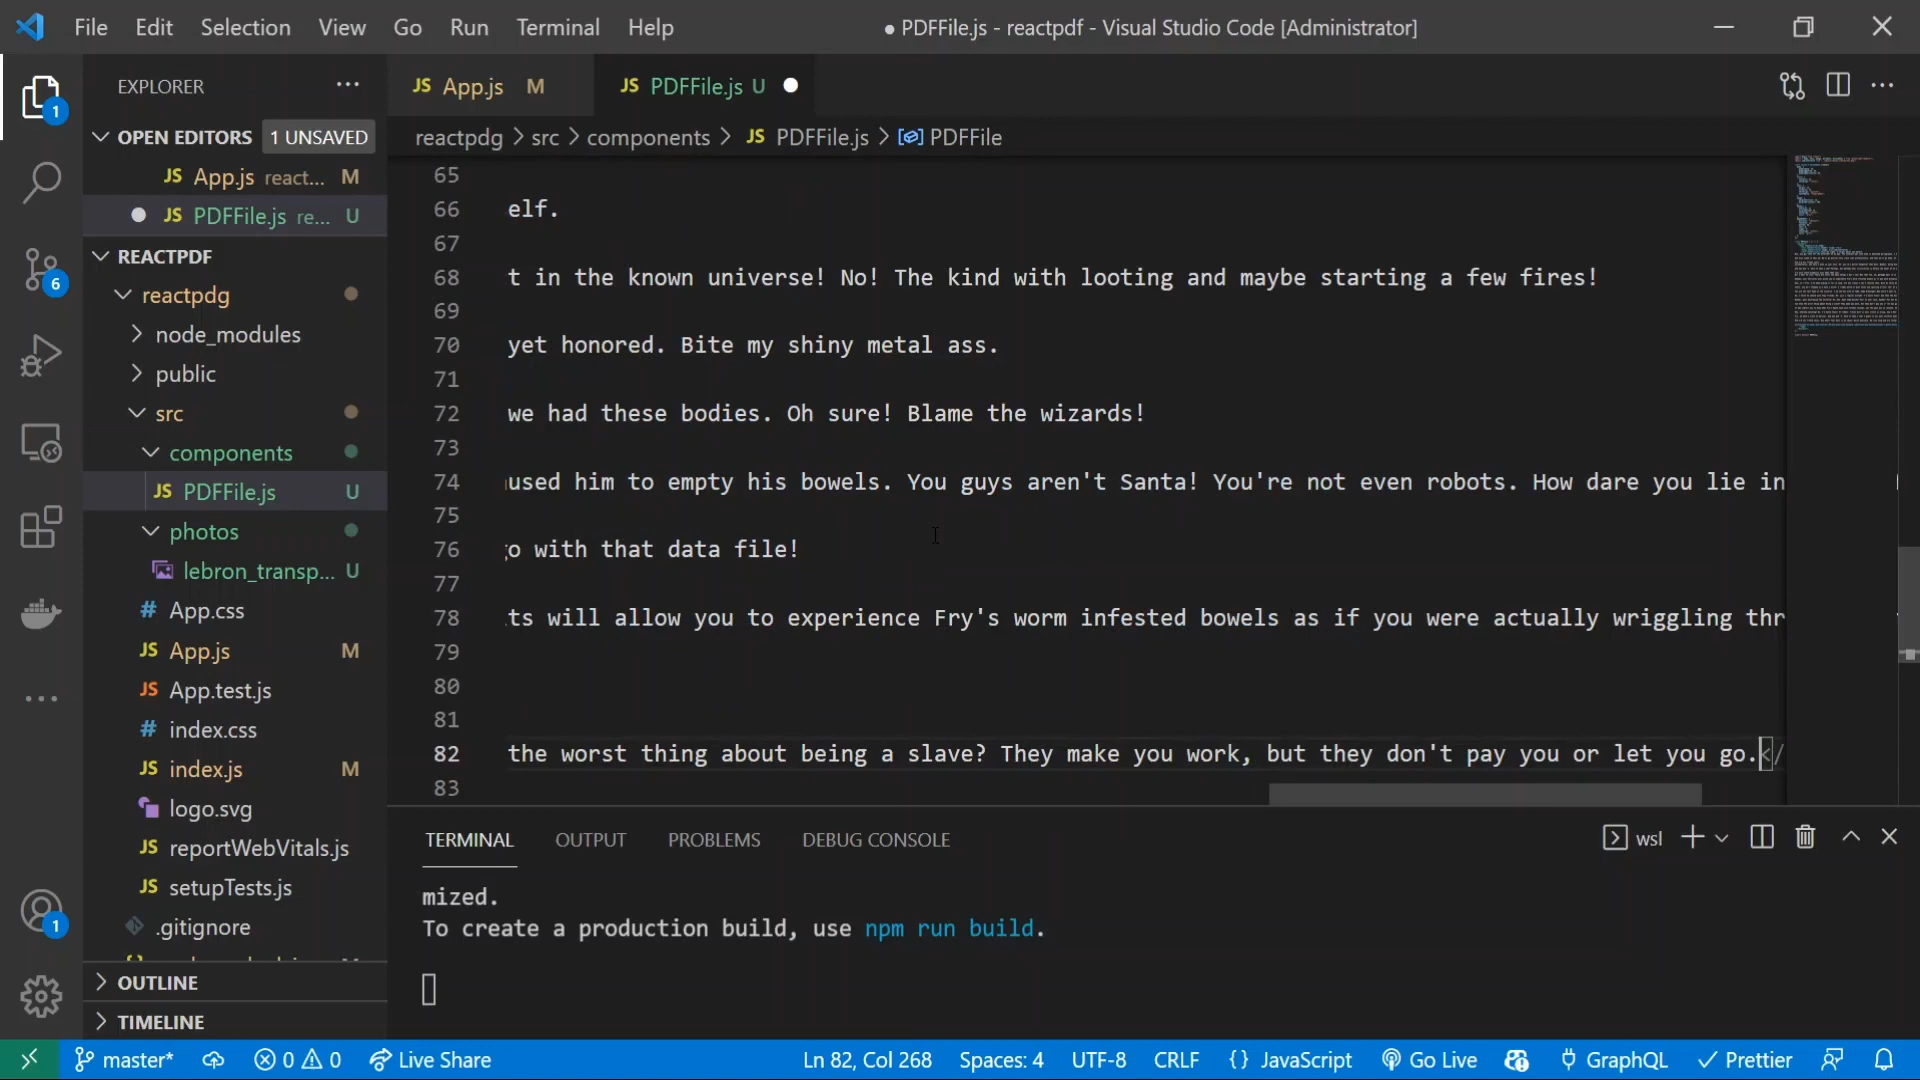 File Edit Selection View Go Run Terminal Help
● PDFFile.js - reactpdf - Visual Studio Code [Administrator]
EXPLORER
JS App.js M
JS PDFFile.js U
OPEN EDITORS 1 UNSAVED
reactpdg > src > components > JS PDFFile.js > PDFFile
JS App.js react... M
JS PDFFile.js re... U
REACTPDF
reactpdg
node_modules
public
src
components
JS PDFFile.js U
photos
lebron_transp... U
# App.css
JS App.js M
JS App.test.js
# index.css
JS index.js M
logo.svg
JS reportWebVitals.js
JS setupTests.js
.gitignore
OUTLINE
TIMELINE
1
6
1
65
66 elf.
67
68 t in the known universe! No! The kind with looting and maybe starting a few fires!
69
70 yet honored. Bite my shiny metal ass.
71
72 we had these bodies. Oh sure! Blame the wizards!
73
74 used him to empty his bowels. You guys aren't Santa! You're not even robots. How dare you lie in
75
76 o with that data file!
77
78 ts will allow you to experience Fry's worm infested bowels as if you were actually wriggling thr
79
80
81
82 the worst thing about being a slave? They make you work, but they don't pay you or let you go.</
83
TERMINAL OUTPUT PROBLEMS DEBUG CONSOLE
wsl
mized.
To create a production build, use npm run build.
master* 0 0 Live Share
Ln 82, Col 268 Spaces: 4 UTF-8 CRLF {} JavaScript Go Live GraphQL Prettier